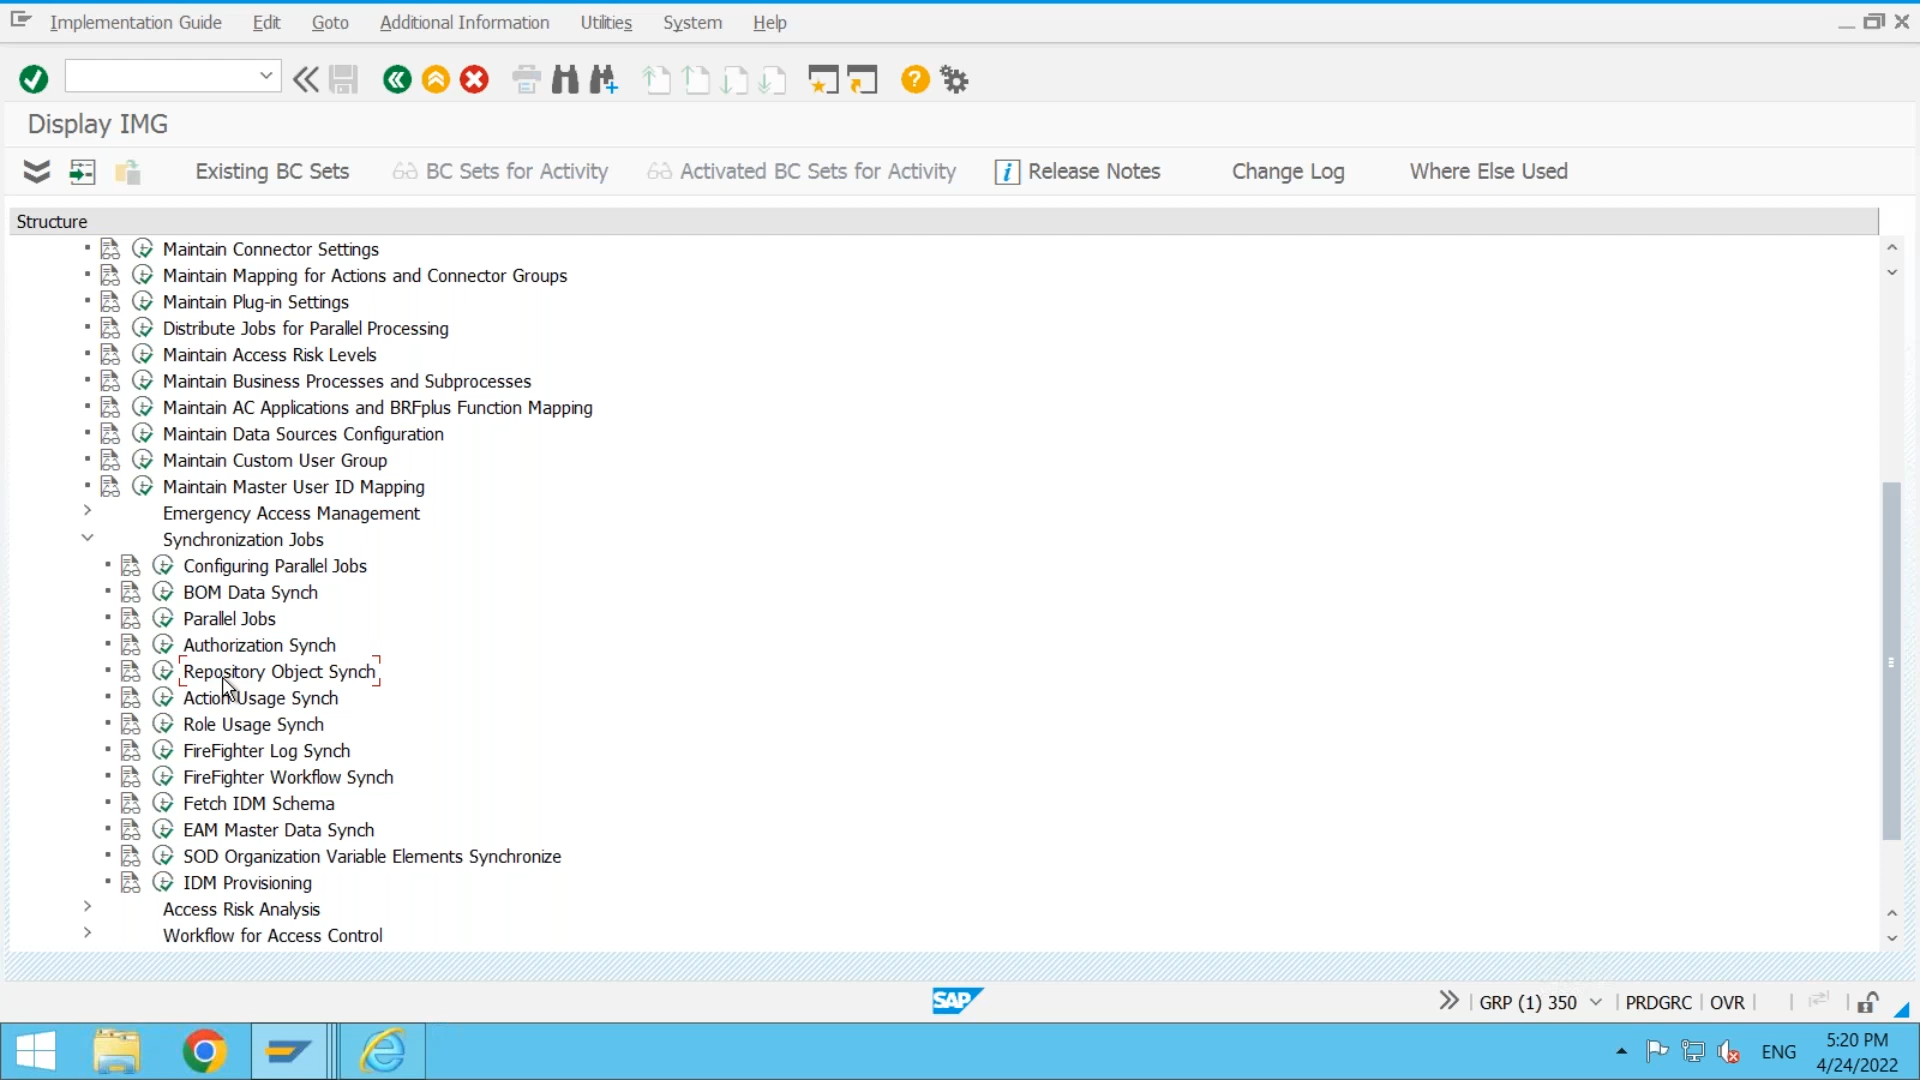 Implementation Guide Edit Goto Additional Information Utilities System Help
Display IMG
Existing BC Sets BC Sets for Activity Activated BC Sets for Activity Release Notes Change Log Where Else Used
Structure
Maintain Connector Settings
Maintain Mapping for Actions and Connector Groups
Maintain Plug-in Settings
Distribute Jobs for Parallel Processing
Maintain Access Risk Levels
Maintain Business Processes and Subprocesses
Maintain AC Applications and BRFplus Function Mapping
Maintain Data Sources Configuration
Maintain Custom User Group
Maintain Master User ID Mapping
Emergency Access Management
Synchronization Jobs
Configuring Parallel Jobs
BOM Data Synch
Parallel Jobs
Authorization Synch
Repository Object Synch
Action Usage Synch
Role Usage Synch
FireFighter Log Synch
FireFighter Workflow Synch
Fetch IDM Schema
EAM Master Data Synch
SOD Organization Variable Elements Synchronize
IDM Provisioning
Access Risk Analysis
Workflow for Access Control
SAP GRP (1) 350 PRDGRC OVR
ENG 5:20 PM
4/24/2022